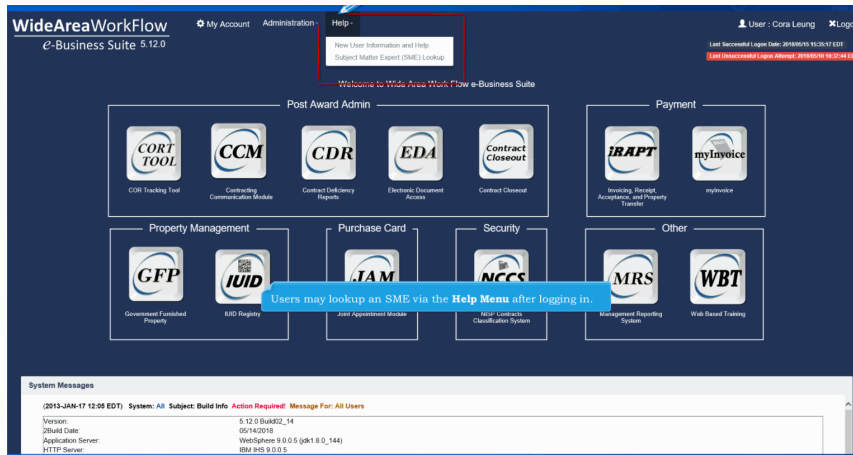 WideAreaWorkFlow
e-Business Suite 5.12.0
My Account Administration Help
User : Cora Leung Logo
New User Information and Help
Subject Matter Expert (SME) Lookup
Last Successful Logon Date: 2018/05/15 15:35:17 EDT
Last Unsuccessful Logon Attempt: 2018/05/10 10:37:44 ED
Welcome to Wide Area Work Flow e-Business Suite
Post Award Admin
Payment
CORT TOOL
CCM
CDR
EDA
Contract Closeout
iRAPT
myInvoice
COR Tracking Tool
Contracting Communication Module
Contract Deficiency Reports
Electronic Document Access
Contract Closeout
Invoicing, Receipt, Acceptance, and Property Transfer
myInvoice
Property Management
Purchase Card
Security
Other
GFP
IUID
JAM
NCCS
MRS
WBT
Users may lookup an SME via the Help Menu after logging in.
Government Furnished Property
IUID Registry
Joint Appointment Module
NISP Contracts Classification System
Management Reporting System
Web Based Training
System Messages
(2013-JAN-17 12:05 EDT) System: All Subject: Build Info Action Required! Message For: All Users
Version: 5.12.0 Build02_14
2Build Date: 05/14/2018
Application Server: WebSphere 9.0.0.5 (jdk1.8.0_144)
HTTP Server: IBM IHS 9.0.0.5